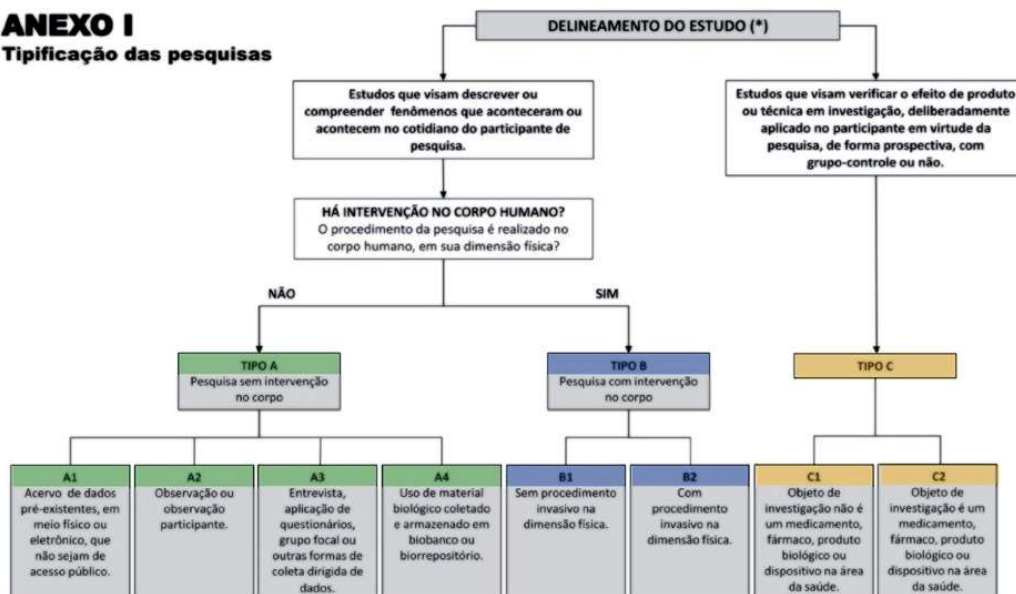 ANEXO I
Tipificação das pesquisas
DELINEAMENTO DO ESTUDO (*)
Estudos que visam descrever ou
compreender fenômenos que aconteceram ou
acontecem no cotidiano do participante de
pesquisa.
Estudos que visam verificar o efeito de produto
ou técnica em investigação, deliberadamente
aplicado no participante em virtude da
pesquisa, de forma prospectiva, com
grupo-controle ou não.
HÁ INTERVENÇÃO NO CORPO HUMANO?
O procedimento da pesquisa é realizado no
corpo humano, em sua dimensão física?
NÃO
SIM
TIPO A
Pesquisa sem intervenção
no corpo
TIPO B
Pesquisa com intervenção
no corpo
TIPO C
A1
Acervo de dados
pré-existentes, em
meio físico ou
eletrônico, que
não sejam de
acesso público.
A2
Observação ou
observação
participante.
A3
Entrevista,
aplicação de
questionários,
grupo focal ou
outras formas de
coleta dirigida de
dados.
A4
Uso de material
biológico coletado
e armazenado em
biobanco ou
biorrepositório.
B1
Sem procedimento
invasivo na
dimensão física.
B2
Com
procedimento
invasivo na
dimensão física.
C1
Objeto de
investigação não é
um medicamento,
fármaco, produto
biológico ou
dispositivo na área
da saúde.
C2
Objeto de
investigação é um
medicamento,
fármaco, produto
biológico ou
dispositivo na área
da saúde.